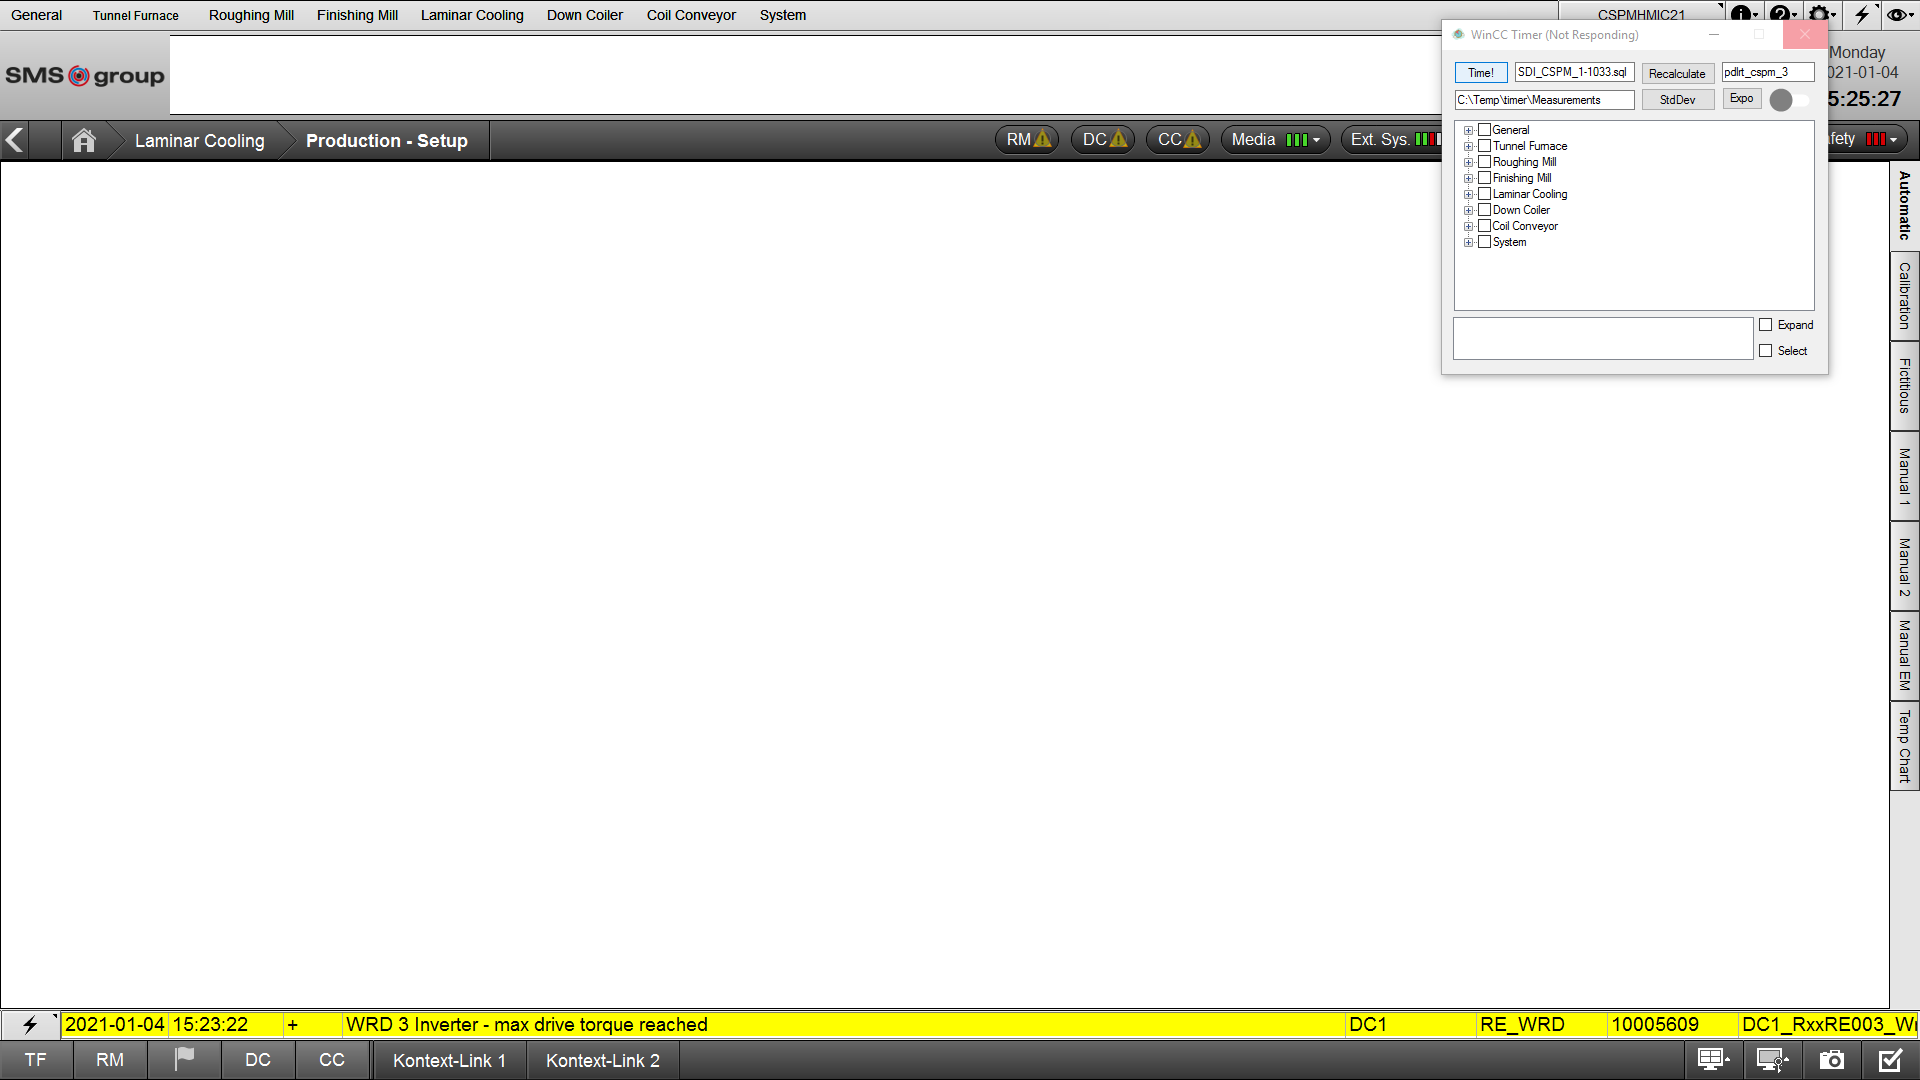 General Tunnel Furnace Roughing Mill Finishing Mill Laminar Cooling Down Coiler Coil Conveyor System CSPMHMIC21
WinCC Timer (Not Responding)
SMS group
Monday
021-01-04
5:25:27
Time! SDI_CSPM_1-1033.sql Recalculate pdlrt_cspm_3
C:\Temp\timer\Measurements StdDev Expo
Laminar Cooling Production - Setup RM DC CC Media Ext. Sys. afety
General
Tunnel Furnace
Roughing Mill
Finishing Mill
Laminar Cooling
Down Coiler
Coil Conveyor
System
Expand
Select
Automatic
Calibration
Fictitious
Manual 1
Manual 2
Manual EM
Temp Chart
2021-01-04 15:23:22 + WRD 3 Inverter - max drive torque reached DC1 RE_WRD 10005609 DC1_RxxRE003_W
TF RM DC CC Kontext-Link 1 Kontext-Link 2